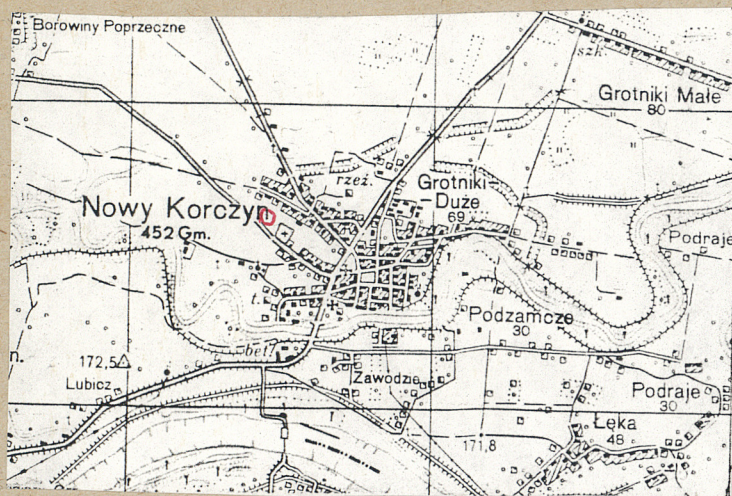 Borowiny Poprzeczne
szk.
Grotniki Małe
80
rzeź.
Grotniki-
-Duże
69
Nowy Korczyn
452 Gm.
Podraje
t.
Podzamcze
30
bet.
n.
172,5
Lubicz
Zawodzie
Podraje
30
Łęka
48
171,8